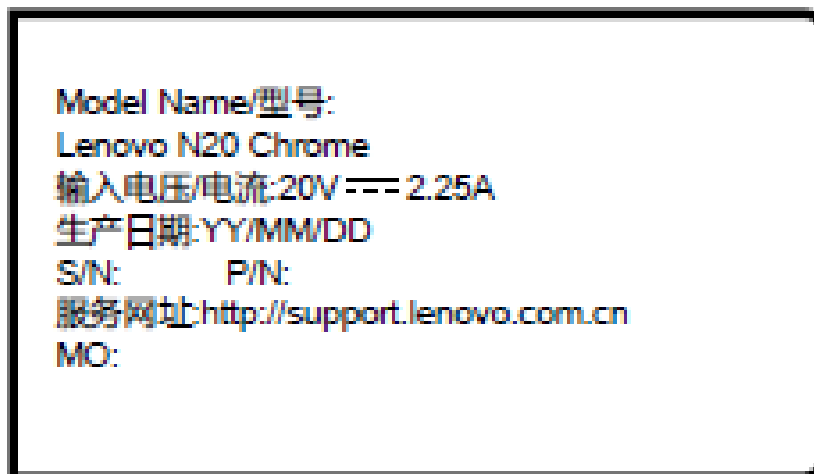 Model Name/型号:
Lenovo N20 Chrome
输入电压/电流:20V⎓2.25A
生产日期:YY/MM/DD
S/N: P/N:
服务网址:http://support.lenovo.com.cn
MO: